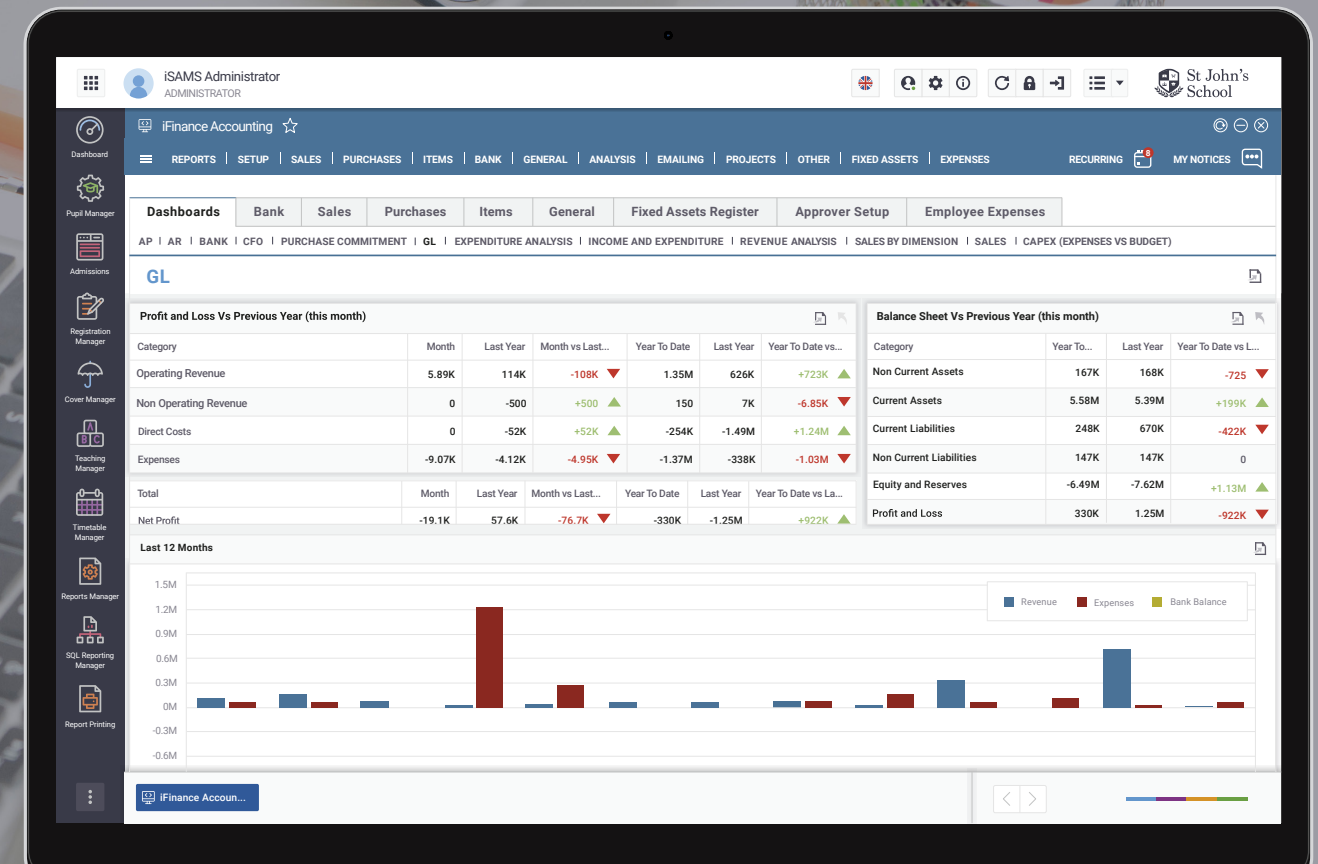 iSAMS Administrator
ADMINISTRATOR
St John's
School
iFinance Accounting
REPORTS | SETUP | SALES | PURCHASES | ITEMS | BANK | GENERAL | ANALYSIS | EMAILING | PROJECTS | OTHER | FIXED ASSETS | EXPENSES
RECURRING 8 MY NOTICES
Dashboard
Pupil Manager
Admissions
Registration
Manager
Cover Manager
A
B C
Teaching
Manager
Timetable
Manager
Reports Manager
SQL Reporting
Manager
Report Printing
Dashboards Bank Sales Purchases Items General Fixed Assets Register Approver Setup Employee Expenses
AP | AR | BANK | CFO | PURCHASE COMMITMENT | GL | EXPENDITURE ANALYSIS | INCOME AND EXPENDITURE | REVENUE ANALYSIS | SALES BY DIMENSION | SALES | CAPEX (EXPENSES VS BUDGET)
GL
Profit and Loss Vs Previous Year (this month)
Category Month Last Year Month vs Last... Year To Date Last Year Year To Date vs...
Operating Revenue 5.89K 114K -108K 1.35M 626K +723K
Non Operating Revenue 0 -500 +500 150 7K -6.85K
Direct Costs 0 -52K +52K -254K -1.49M +1.24M
Expenses -9.07K -4.12K -4.95K -1.37M -338K -1.03M
Total Month Last Year Month vs Last... Year To Date Last Year Year To Date vs La...
Net Profit -19.1K 57.6K -76.7K -330K -1.25M +922K
Balance Sheet Vs Previous Year (this month)
Category Year To... Last Year Year To Date vs L...
Non Current Assets 167K 168K -725
Current Assets 5.58M 5.39M +199K
Current Liabilities 248K 670K -422K
Non Current Liabilities 147K 147K 0
Equity and Reserves -6.49M -7.62M +1.13M
Profit and Loss 330K 1.25M -922K
Last 12 Months
1.5M
1.2M
0.9M
0.6M
0.3M
0M
-0.3M
-0.6M
Revenue Expenses Bank Balance
iFinance Accoun...